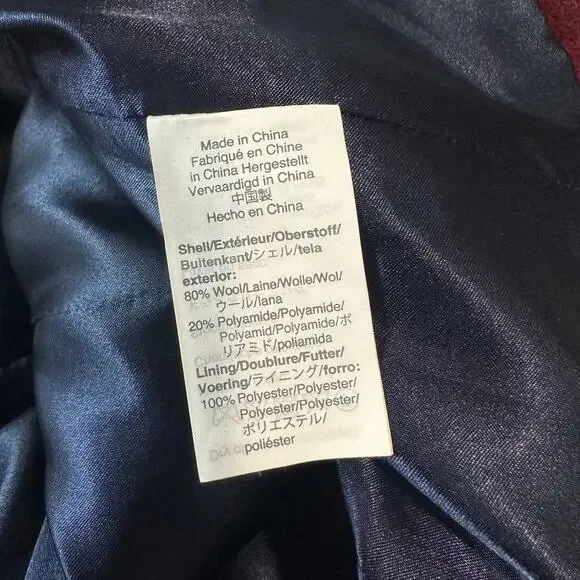 Made in China
Fabriqué en Chine
in China Hergestellt
Vervaardigd in China
中国製
Hecho en China
Shell/Extérieur/Oberstoff/
Buitenkant/シェル/tela
exterior:
80% Wool/Laine/Wolle/Wol/
ウール/lana
20% Polyamide/Polyamide/
Polyamid/Polyamide/ポ
リアミド/poliamida
Lining/Doublure/Futter/
Voering/ライニング/forro:
100% Polyester/Polyester/
Polyester/Polyester/
ポリエステル/
poliéster